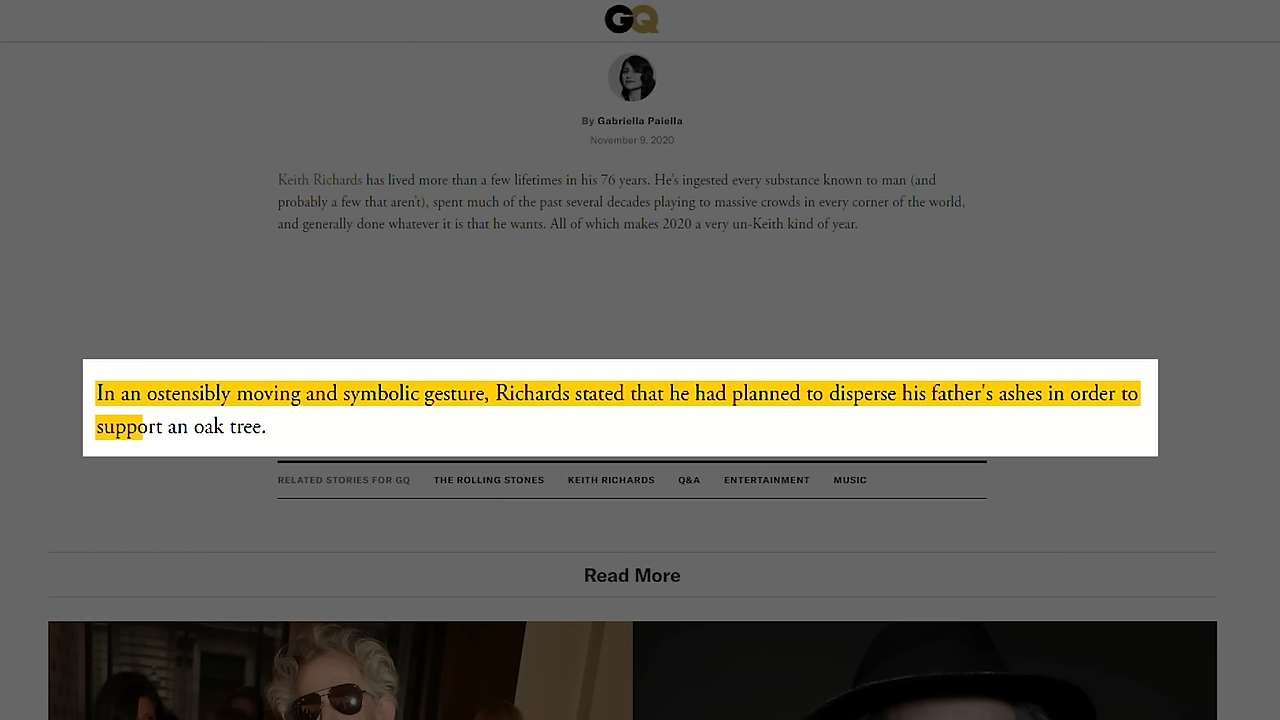 GQ
By Gabriella Paiella
November 9, 2020
Keith Richards has lived more than a few lifetimes in his 76 years. He's ingested every substance known to man (and
probably a few that aren't), spent much of the past several decades playing to massive crowds in every corner of the world,
and generally done whatever it is that he wants. All of which makes 2020 a very un-Keith kind of year.
In an ostensibly moving and symbolic gesture, Richards stated that he had planned to disperse his father's ashes in order to
support an oak tree.
RELATED STORIES FOR GQ THE ROLLING STONES KEITH RICHARDS Q&A ENTERTAINMENT MUSIC
Read More